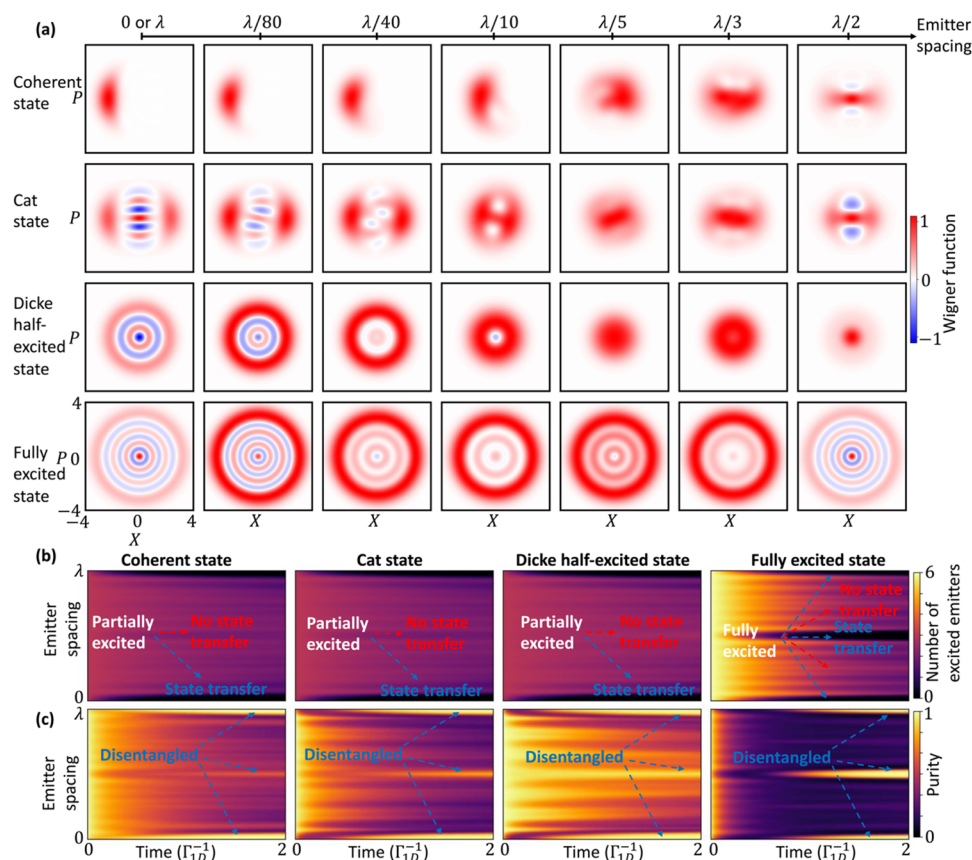 (a)
0 or λ λ/80 λ/40 λ/10 λ/5 λ/3 λ/2 Emitter
spacing
Coherent
state
P
Cat
state
P
Dicke
half-
excited
state
P
Fully
excited
state
P
4
0
−4
−4 0 4
X
X X X X X X
1
0
−1
Wigner function
(b)
Coherent state Cat state Dicke half-excited state Fully excited state
Emitter
spacing
λ
0
Partially
excited
No state
transfer
State transfer
Partially
excited
No state
transfer
State transfer
Partially
excited
No state
transfer
State transfer
Fully
excited
No state
transfer
State
transfer
6
0
Number of
excited emitters
(c)
Emitter
spacing
λ
0
Disentangled
Disentangled
Disentangled
Disentangled
1
0
Purity
0 Time (Γ₁D⁻¹) 2
0 Time (Γ₁D⁻¹) 2
0 Time (Γ₁D⁻¹) 2
0 Time (Γ₁D⁻¹) 2